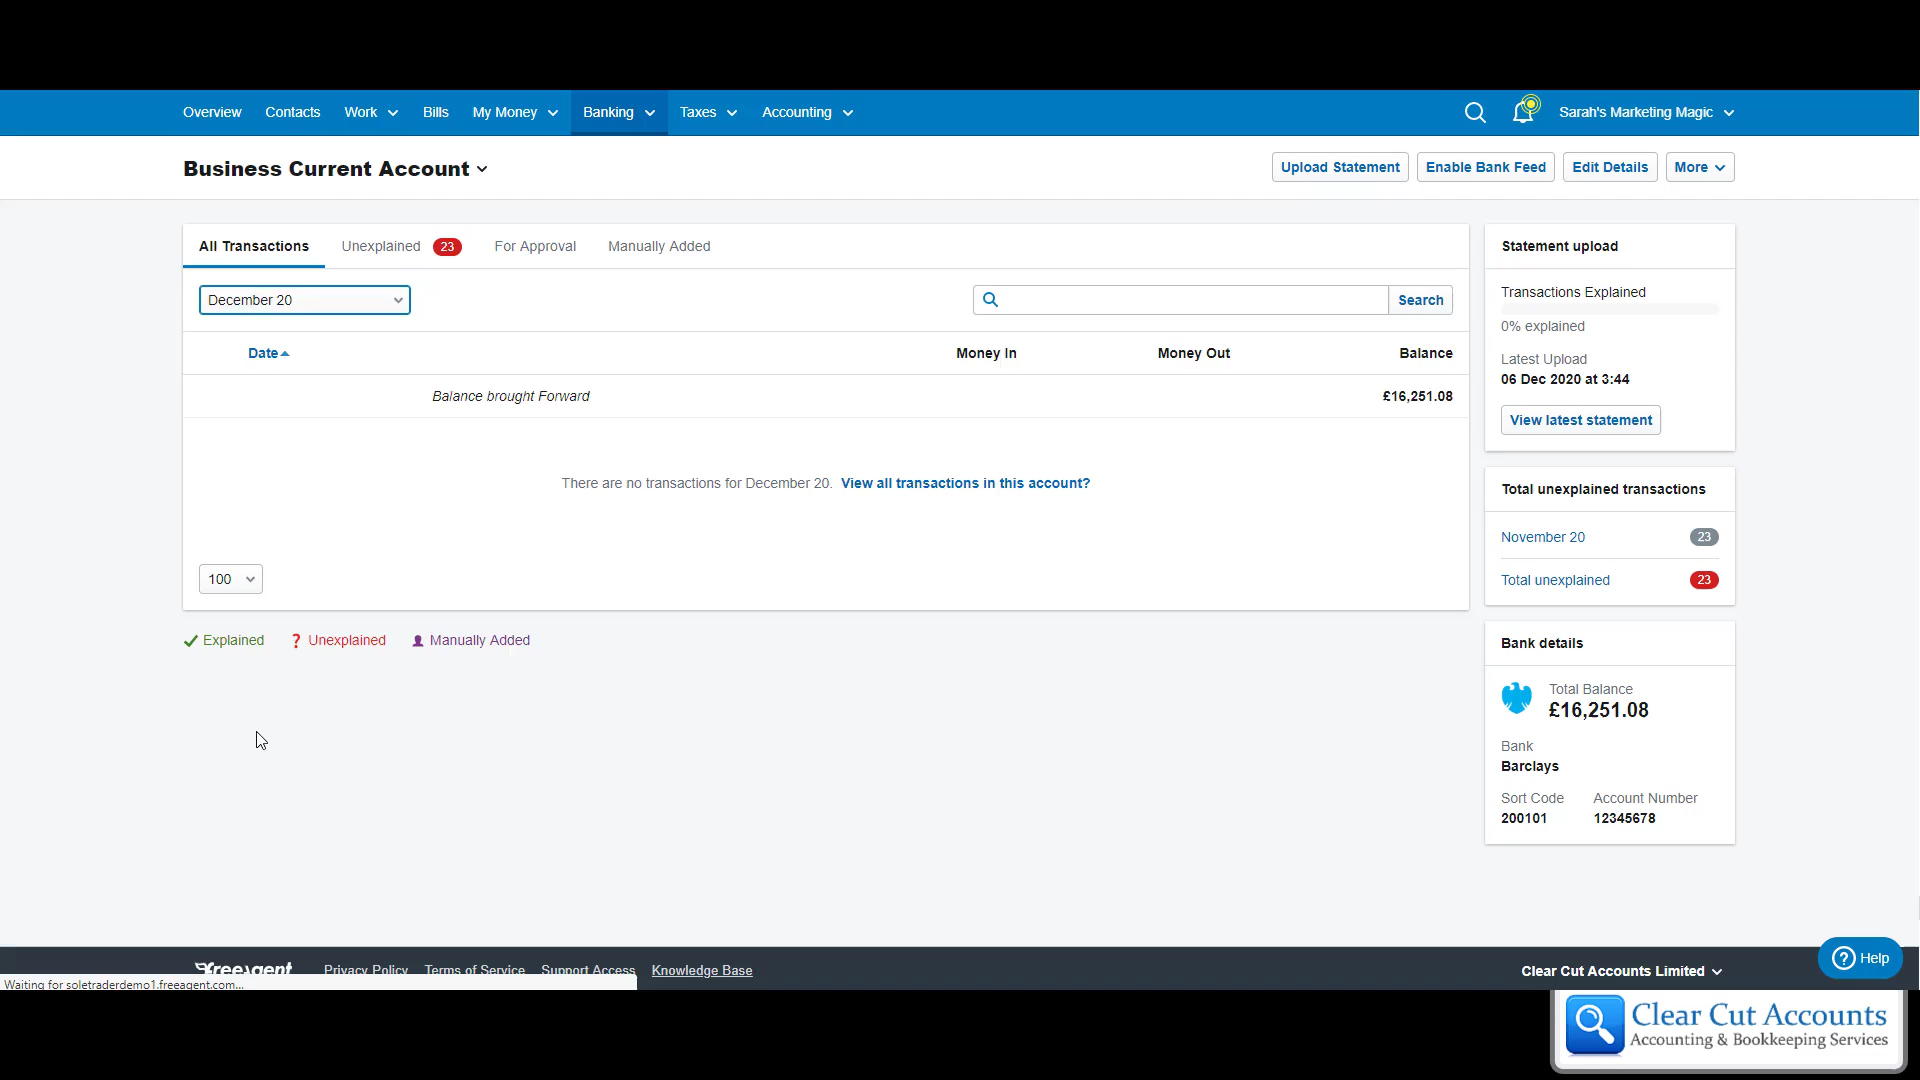 Overview Contacts Work Bills My Money Banking Taxes Accounting Sarah's Marketing Magic
Business Current Account Upload Statement Enable Bank Feed Edit Details More
All Transactions Unexplained 23 For Approval Manually Added
December 20 Search
Date Money In Money Out Balance
Balance brought Forward £16,251.08
There are no transactions for December 20. View all transactions in this account?
100
Explained ? Unexplained Manually Added
Statement upload
Transactions Explained
0% explained
Latest Upload
06 Dec 2020 at 3:44
View latest statement
Total unexplained transactions
November 20 23
Total unexplained 23
Bank details
Total Balance
£16,251.08
Bank
Barclays
Sort Code Account Number
200101 12345678
freeagent Privacy Policy Terms of Service Support Access Knowledge Base Clear Cut Accounts Limited
? Help
Waiting for soletraderdemo1.freeagent.com...
Clear Cut Accounts
Accounting & Bookkeeping Services